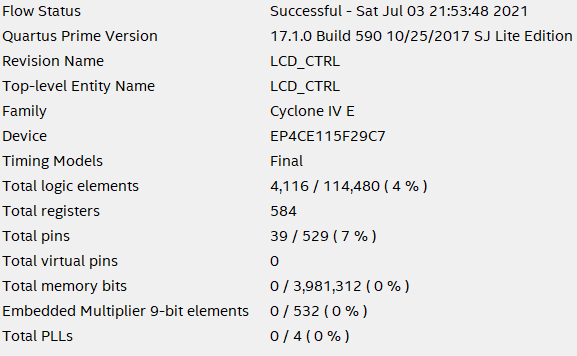 Flow Status Successful - Sat Jul 03 21:53:48 2021
Quartus Prime Version 17.1.0 Build 590 10/25/2017 SJ Lite Edition
Revision Name LCD_CTRL
Top-level Entity Name LCD_CTRL
Family Cyclone IV E
Device EP4CE115F29C7
Timing Models Final
Total logic elements 4,116 / 114,480 ( 4 % )
Total registers 584
Total pins 39 / 529 ( 7 % )
Total virtual pins 0
Total memory bits 0 / 3,981,312 ( 0 % )
Embedded Multiplier 9-bit elements 0 / 532 ( 0 % )
Total PLLs 0 / 4 ( 0 % )